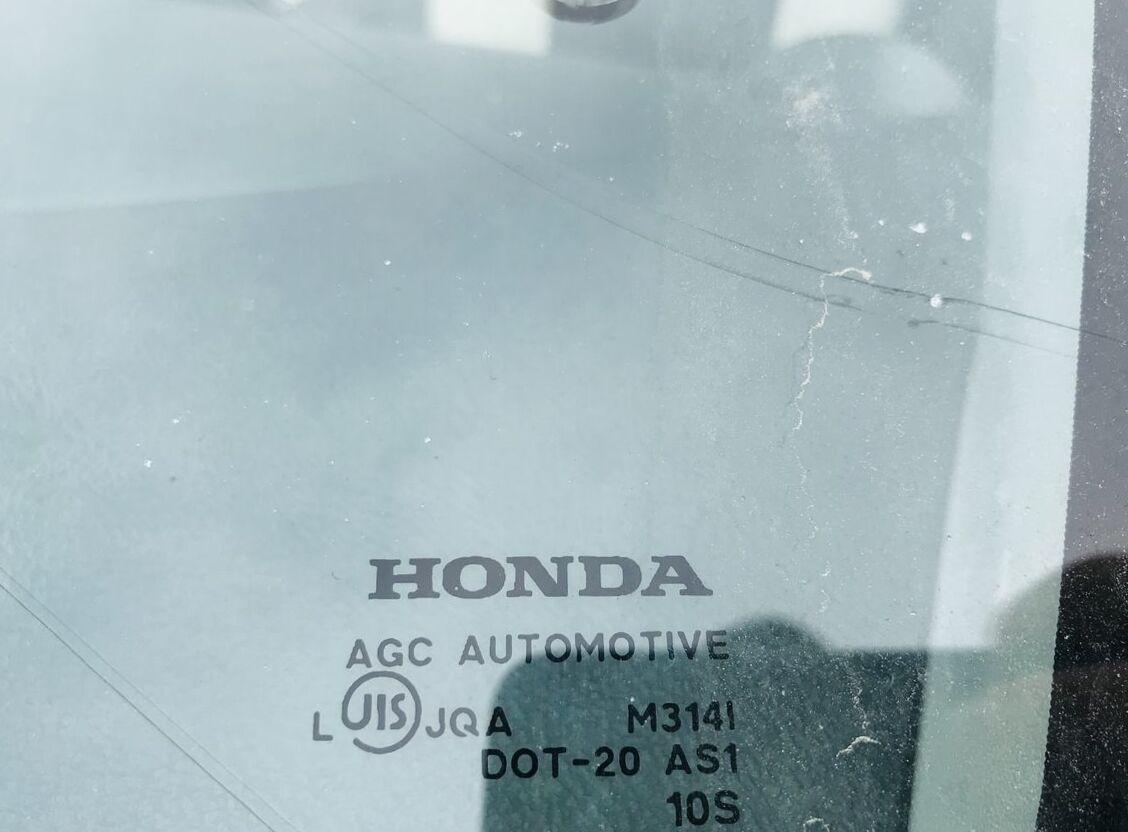 HONDA
AGC AUTOMOTIVE
L JIS JQA M314I
DOT-20 AS1
10S